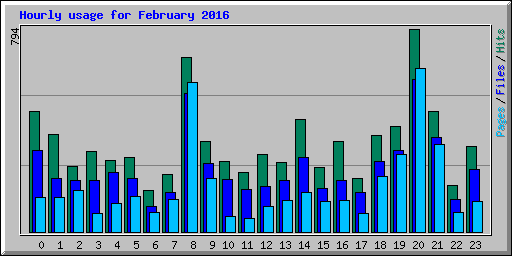 Hourly usage for February 2016
794
Pages / Files / Hits
0 1 2 3 4 5 6 7 8 9 10 11 12 13 14 15 16 17 18 19 20 21 22 23